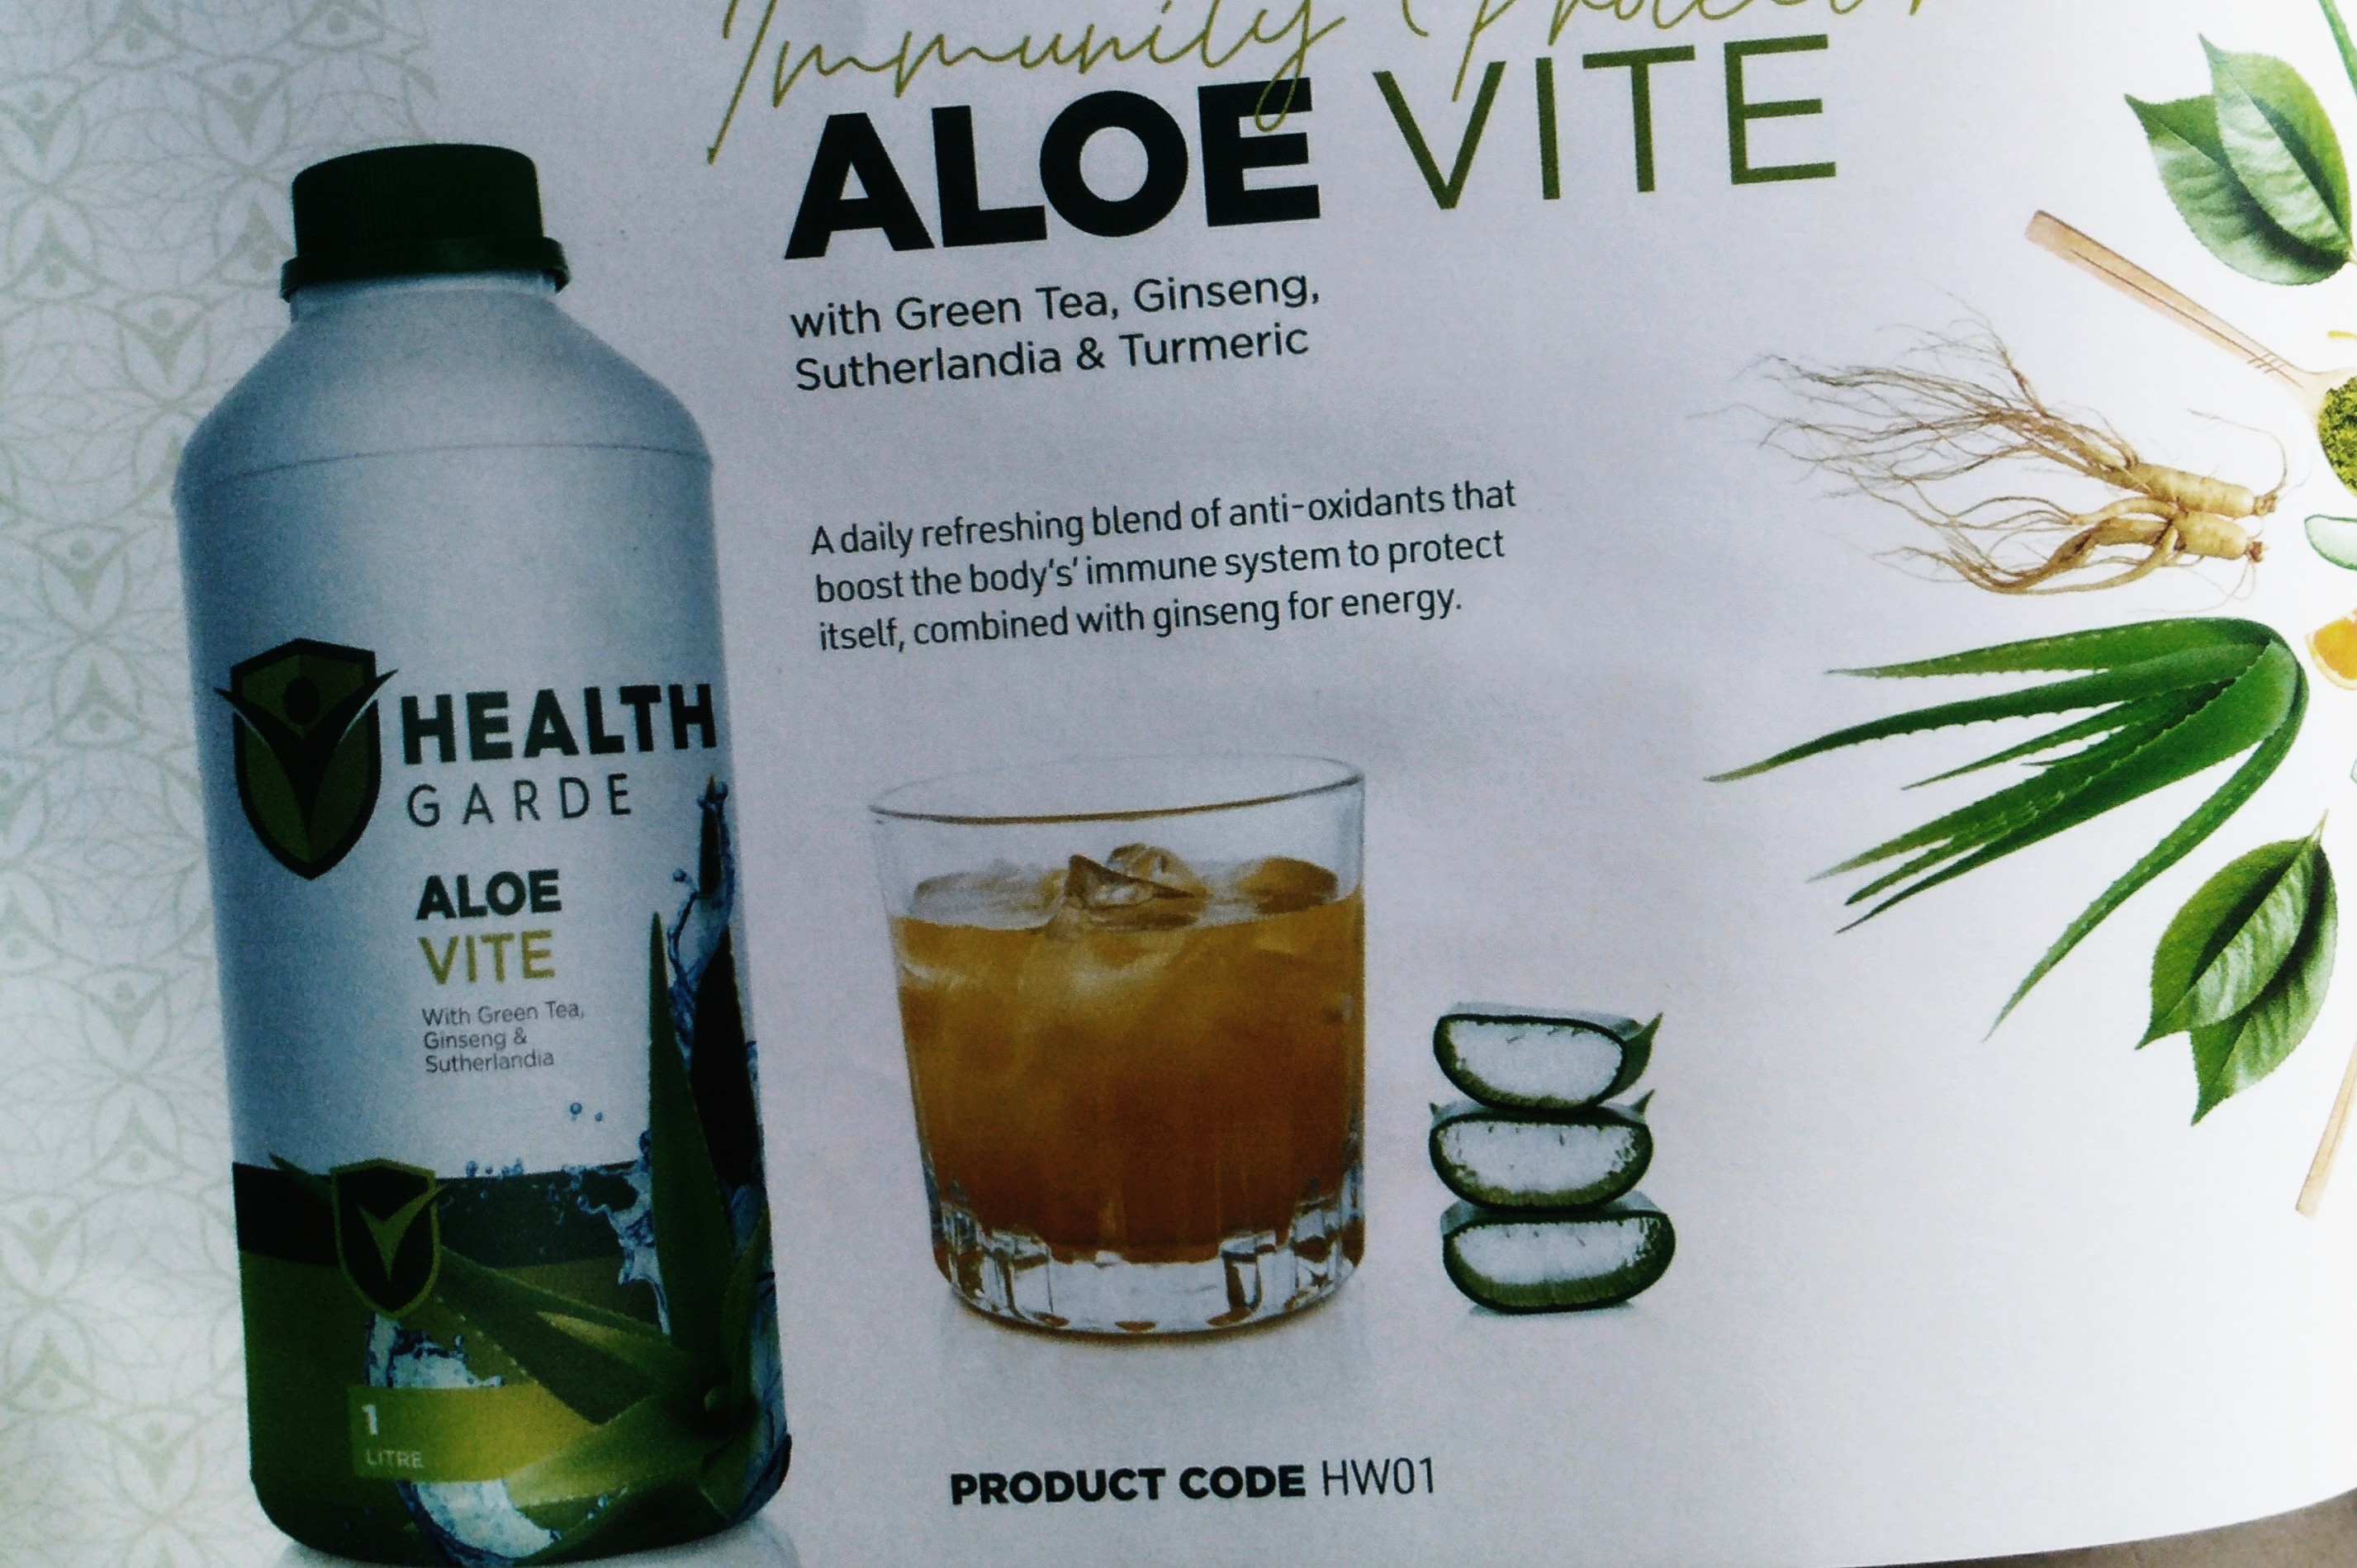 Immunity
ALOE VITE
with Green Tea, Ginseng,
Sutherlandia & Turmeric
A daily refreshing blend of anti-oxidants that
boost the body's' immune system to protect
itself, combined with ginseng for energy.
HEALTH
GARDE
ALOE
VITE
With Green Tea,
Ginseng &
Sutherlandia
1
LITRE
PRODUCT CODE HW01